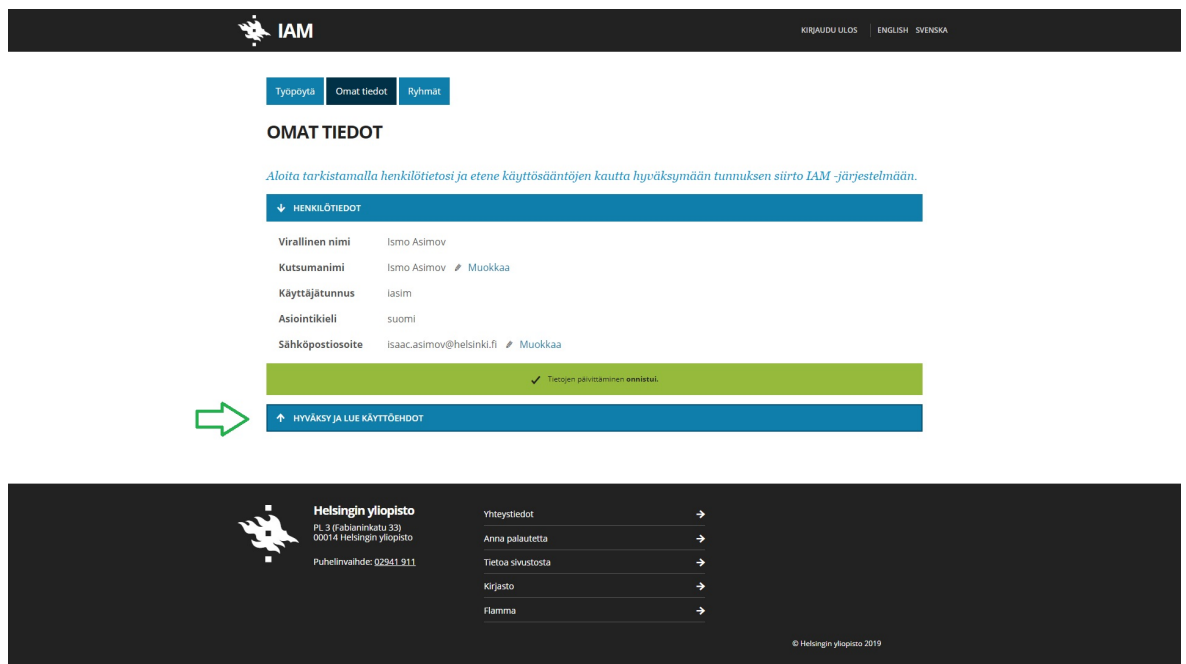 IAM
KIRJAUDU ULOS ENGLISH SVENSKA
Työpöytä Omat tiedot Ryhmät
OMAT TIEDOT
Aloita tarkistamalla henkilötietosi ja etene käyttösääntöjen kautta hyväksymään tunnuksen siirto IAM -järjestelmään.
HENKILÖTIEDOT
Virallinen nimi Ismo Asimov
Kutsumanimi Ismo Asimov Muokkaa
Käyttäjätunnus iasim
Asiointikieli suomi
Sähköpostiosoite isaac.asimov@helsinki.fi Muokkaa
Tietojen päivittäminen onnistui.
HYVÄKSY JA LUE KÄYTTÖEHDOT
Helsingin yliopisto
PL 3 (Fabianinkatu 33)
00014 Helsingin yliopisto
Puhelinvaihde: 02941 911
Yhteystiedot
Anna palautetta
Tietoa sivustosta
Kirjasto
Flamma
© Helsingin yliopisto 2019